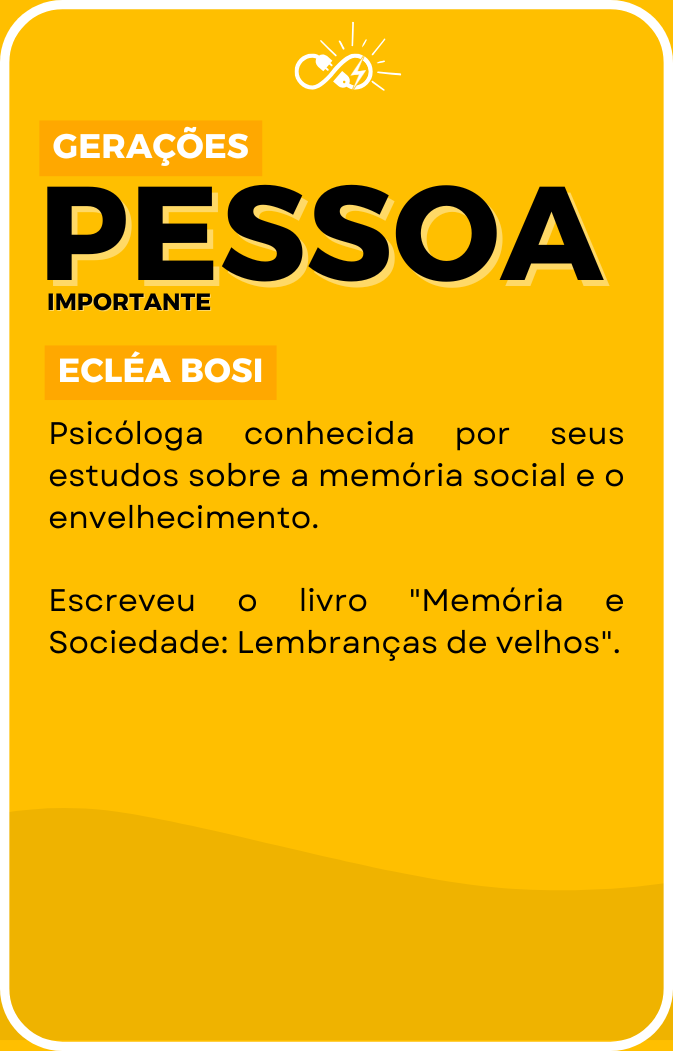 GERAÇÕES
PESSOA
IMPORTANTE
ECLÉA BOSI
Psicóloga conhecida por seus
estudos sobre a memória social e o
envelhecimento.
Escreveu o livro "Memória e
Sociedade: Lembranças de velhos".